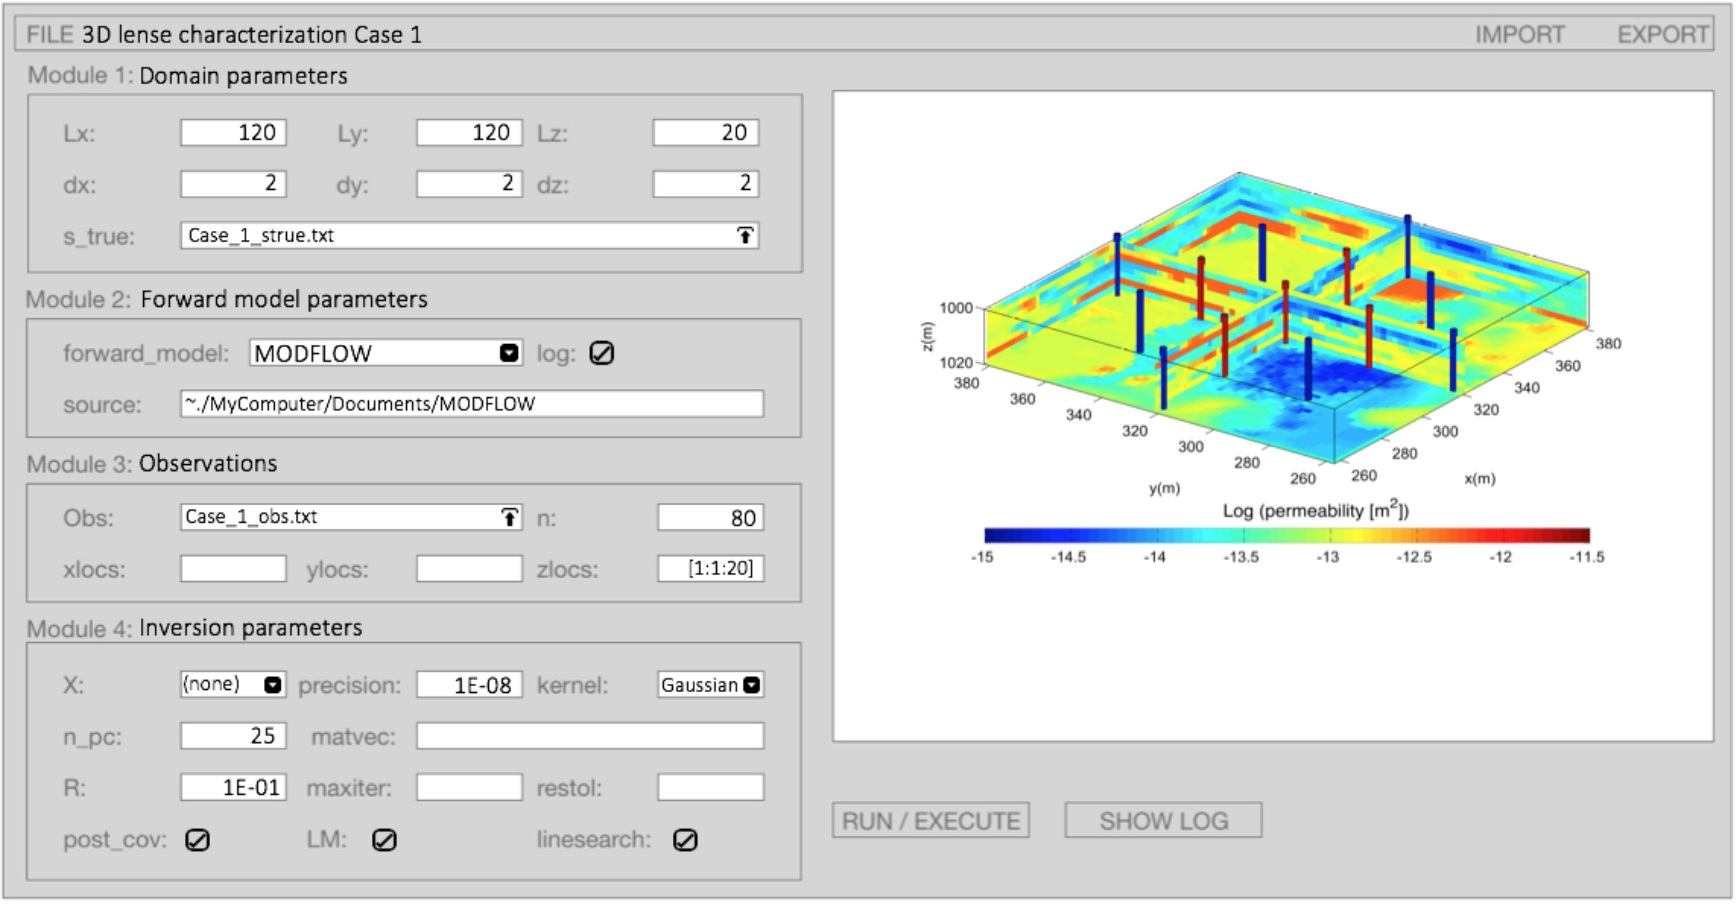 FILE 3D lense characterization Case 1 IMPORT EXPORT
Module 1: Domain parameters
Lx: 120 Ly: 120 Lz: 20
dx: 2 dy: 2 dz: 2
s_true: Case_1_strue.txt
Module 2: Forward model parameters
forward_model: MODFLOW log:
source: ~./MyComputer/Documents/MODFLOW
Module 3: Observations
Obs: Case_1_obs.txt n: 80
xlocs: ylocs: zlocs: [1:1:20]
Module 4: Inversion parameters
X: (none) precision: 1E-08 kernel: Gaussian
n_pc: 25 matvec:
R: 1E-01 maxiter: restol:
post_cov: LM: linesearch:
z(m)
1000
1020
380 360 340 320 300 280 260
y(m)
260 280 300 320 340 360 380
x(m)
Log (permeability [m²])
-15 -14.5 -14 -13.5 -13 -12.5 -12 -11.5
RUN / EXECUTE SHOW LOG